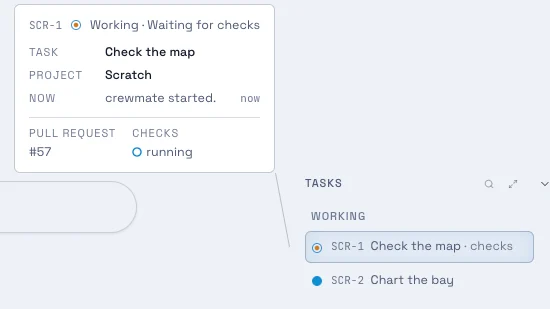 SCR-1 Working · Waiting for checks
TASK Check the map
PROJECT Scratch
NOW crewmate started. now
PULL REQUEST CHECKS
#57 running
TASKS
WORKING
SCR-1 Check the map · checks
SCR-2 Chart the bay